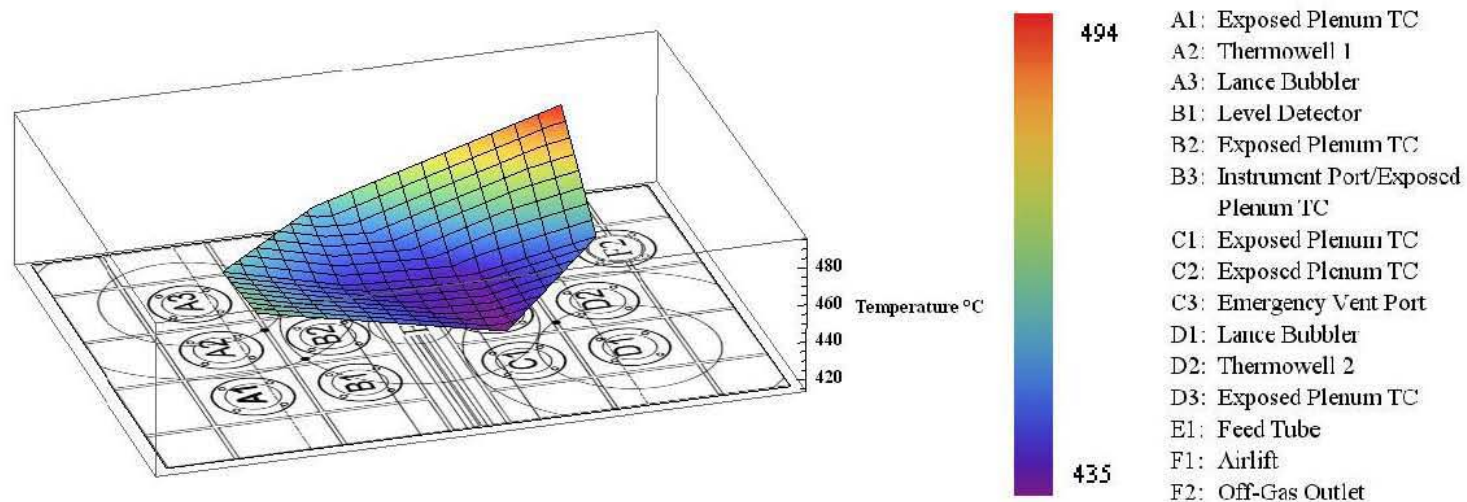 494
435
A1: Exposed Plenum TC
A2: Thermowell 1
A3: Lance Bubbler
B1: Level Detector
B2: Exposed Plenum TC
B3: Instrument Port/Exposed
Plenum TC
C1: Exposed Plenum TC
C2: Exposed Plenum TC
C3: Emergency Vent Port
D1: Lance Bubbler
D2: Thermowell 2
D3: Exposed Plenum TC
E1: Feed Tube
F1: Airlift
F2: Off-Gas Outlet
480
460
440
420
Temperature °C
A3
A2
A1
B2
B1
C1
D2
D1